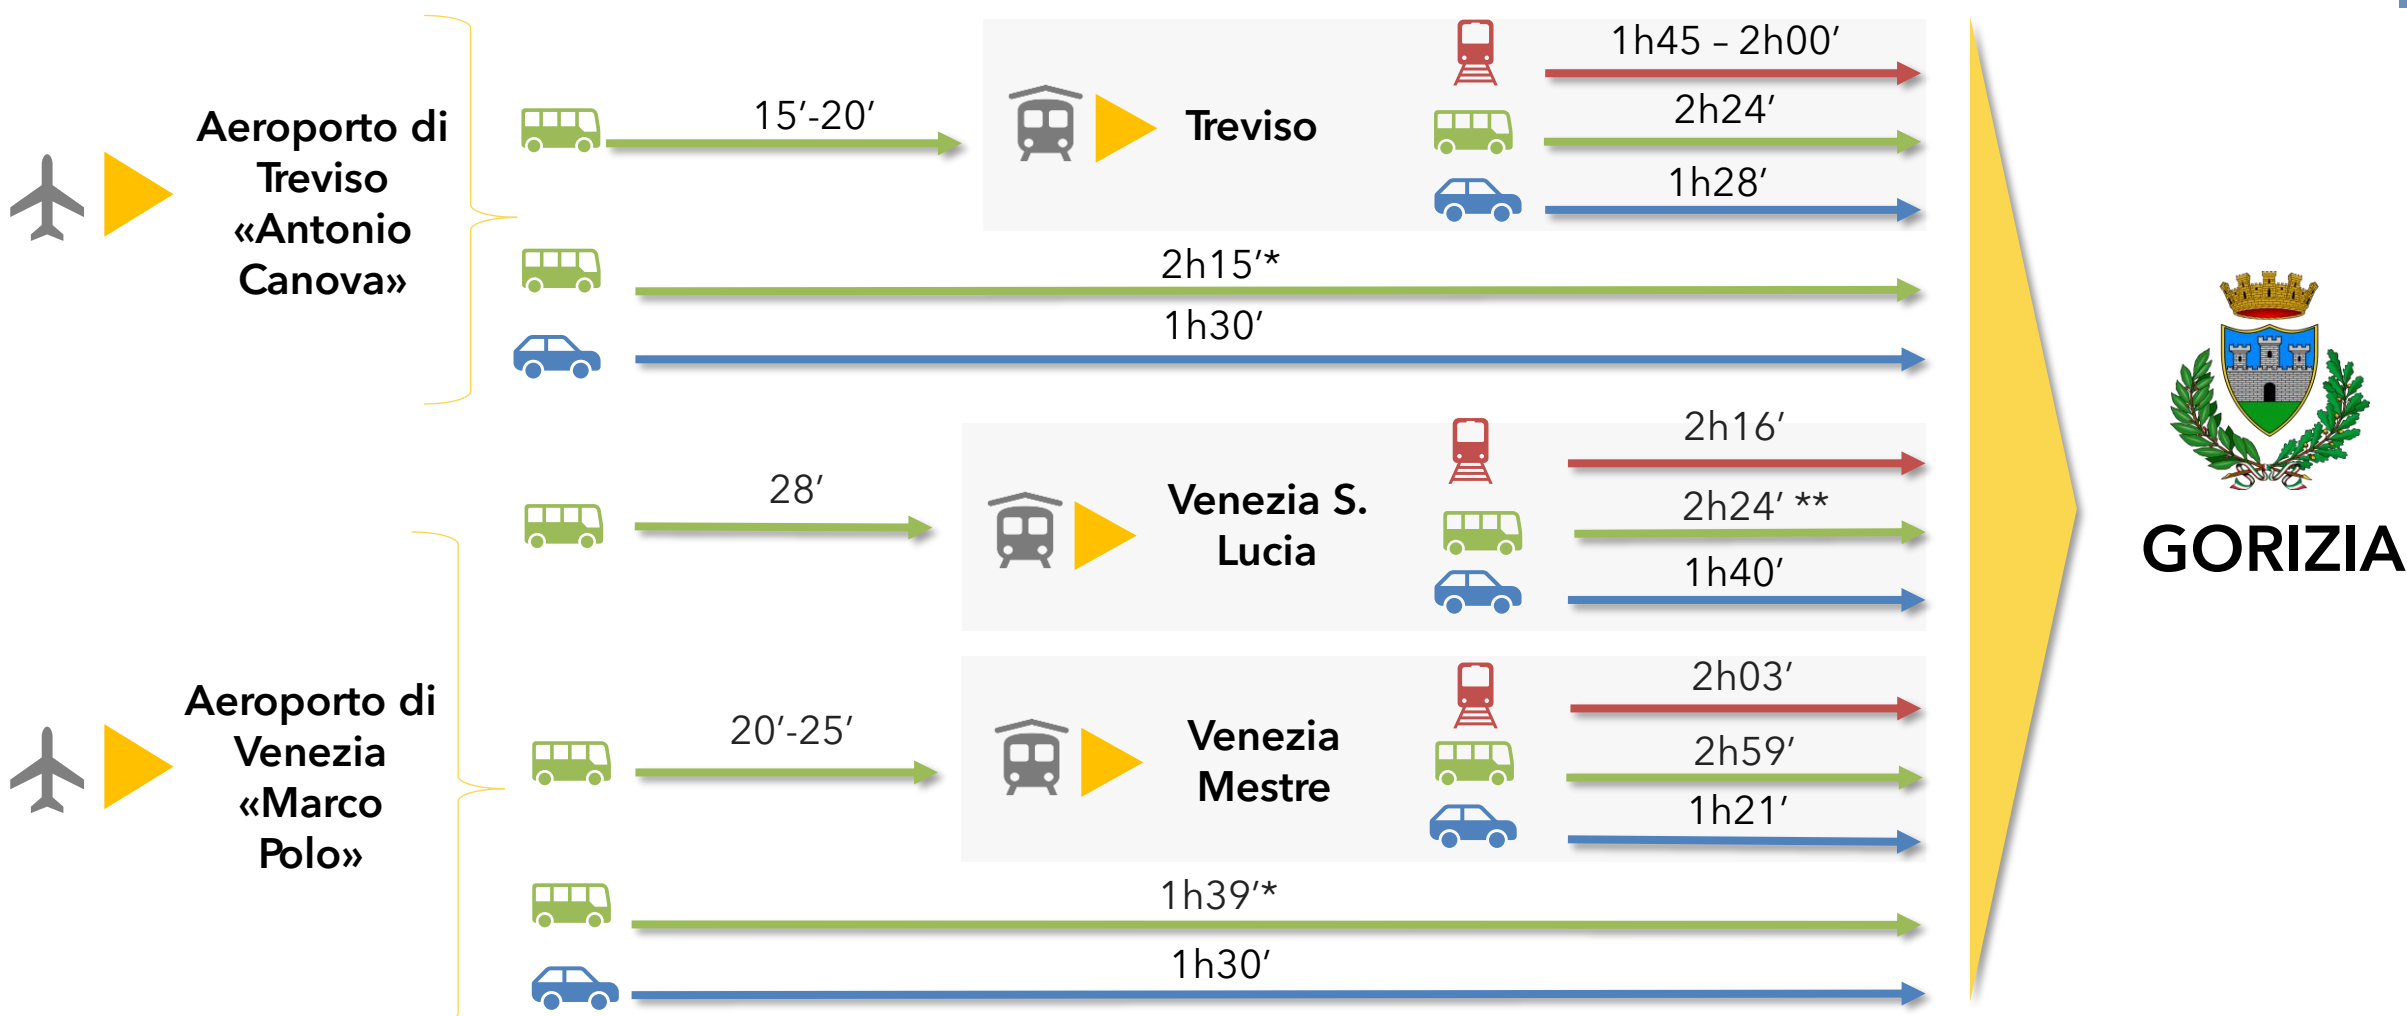 Aeroporto di
Treviso
«Antonio
Canova»
15’-20’
Treviso
1h45 – 2h00’
2h24’
1h28’
2h15’*
1h30’
28’
Venezia S.
Lucia
2h16’
2h24’ **
1h40’
Aeroporto di
Venezia
«Marco
Polo»
20’-25’
Venezia
Mestre
2h03’
2h59’
1h21’
1h39’*
1h30’
GORIZIA